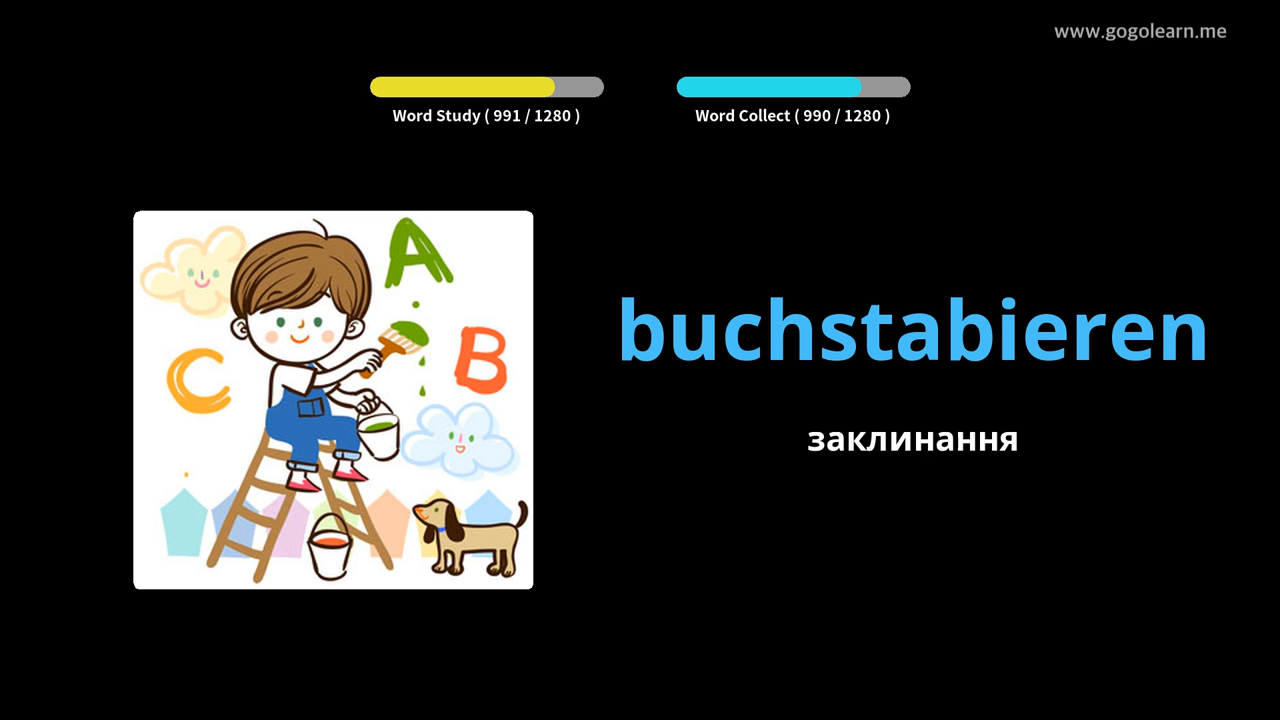 www.gogolearn.me
Word Study ( 991 / 1280 )
Word Collect ( 990 / 1280 )
A
B
C
buchstabieren
заклинання